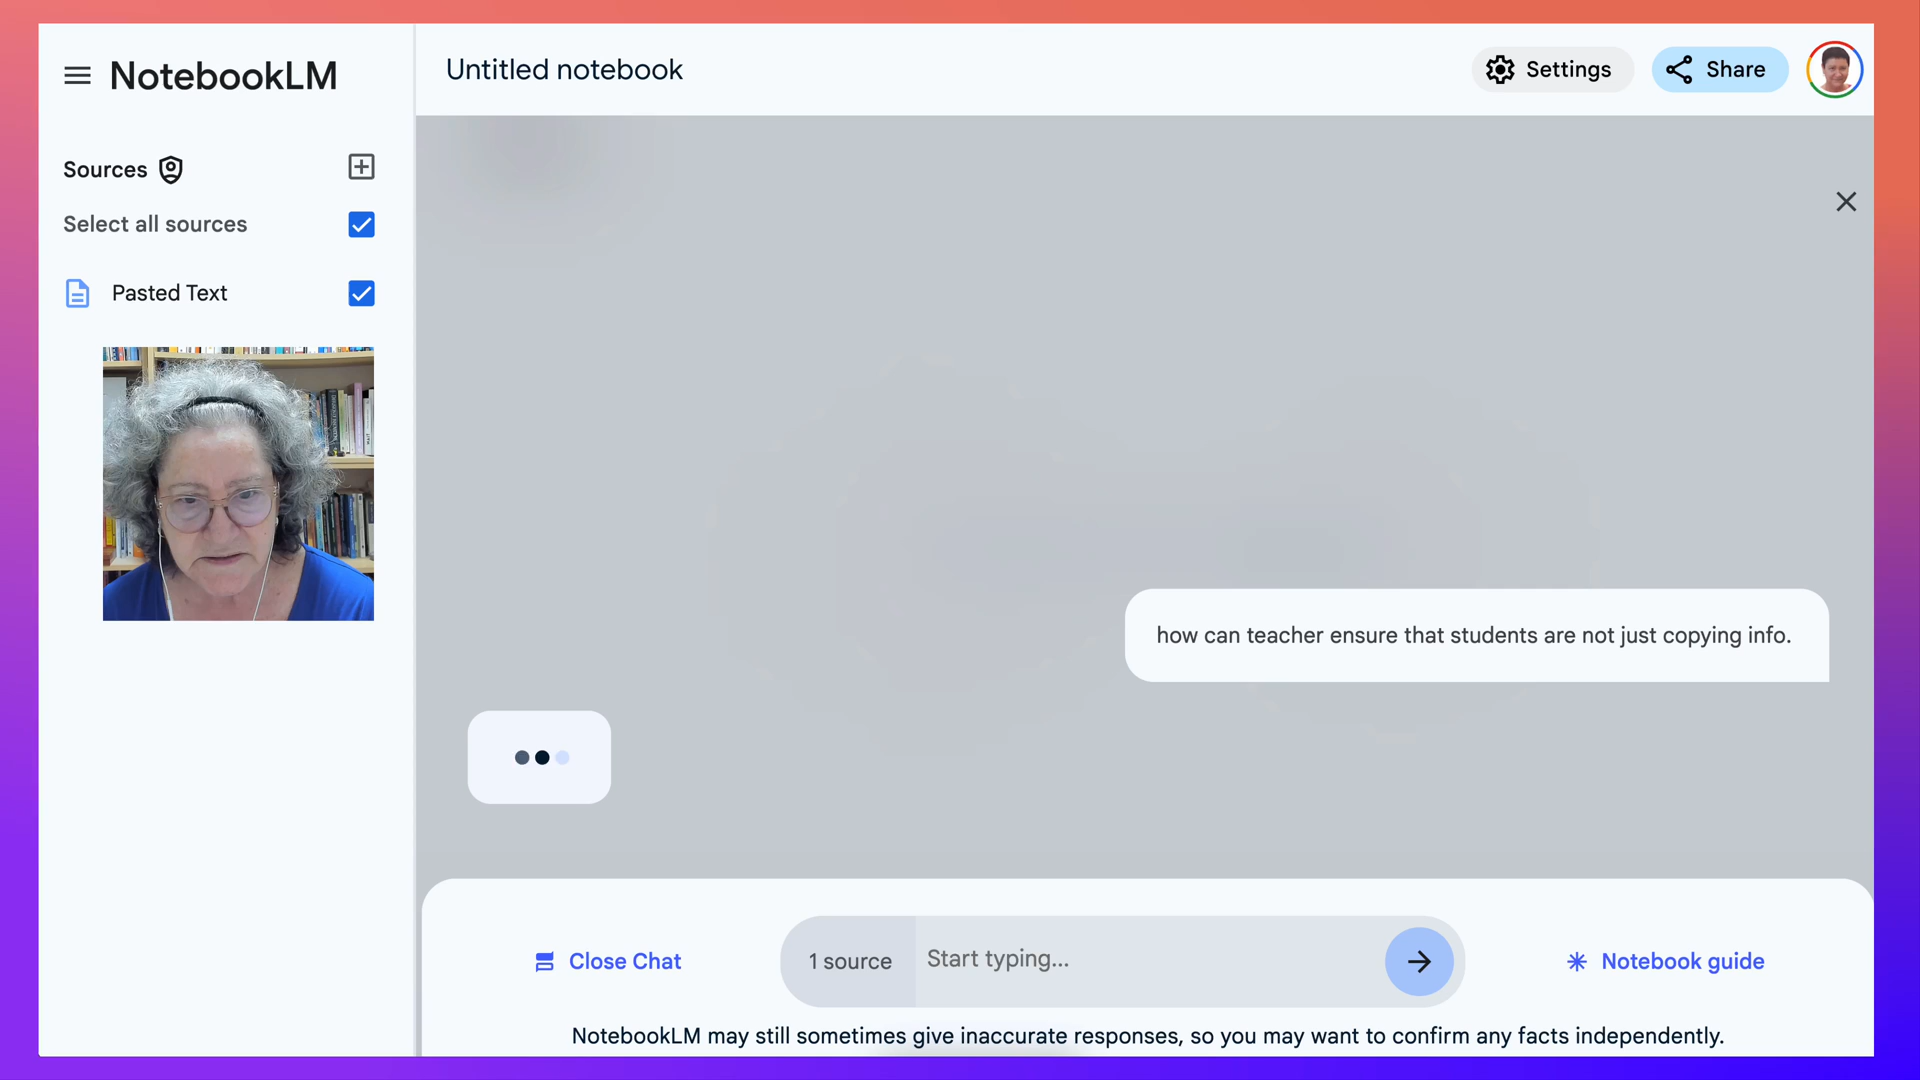 NotebookLM
Untitled notebook
Settings
Share
Sources
Select all sources
Pasted Text
how can teacher ensure that students are not just copying info.
Close Chat
1 source
Start typing...
Notebook guide
NotebookLM may still sometimes give inaccurate responses, so you may want to confirm any facts independently.